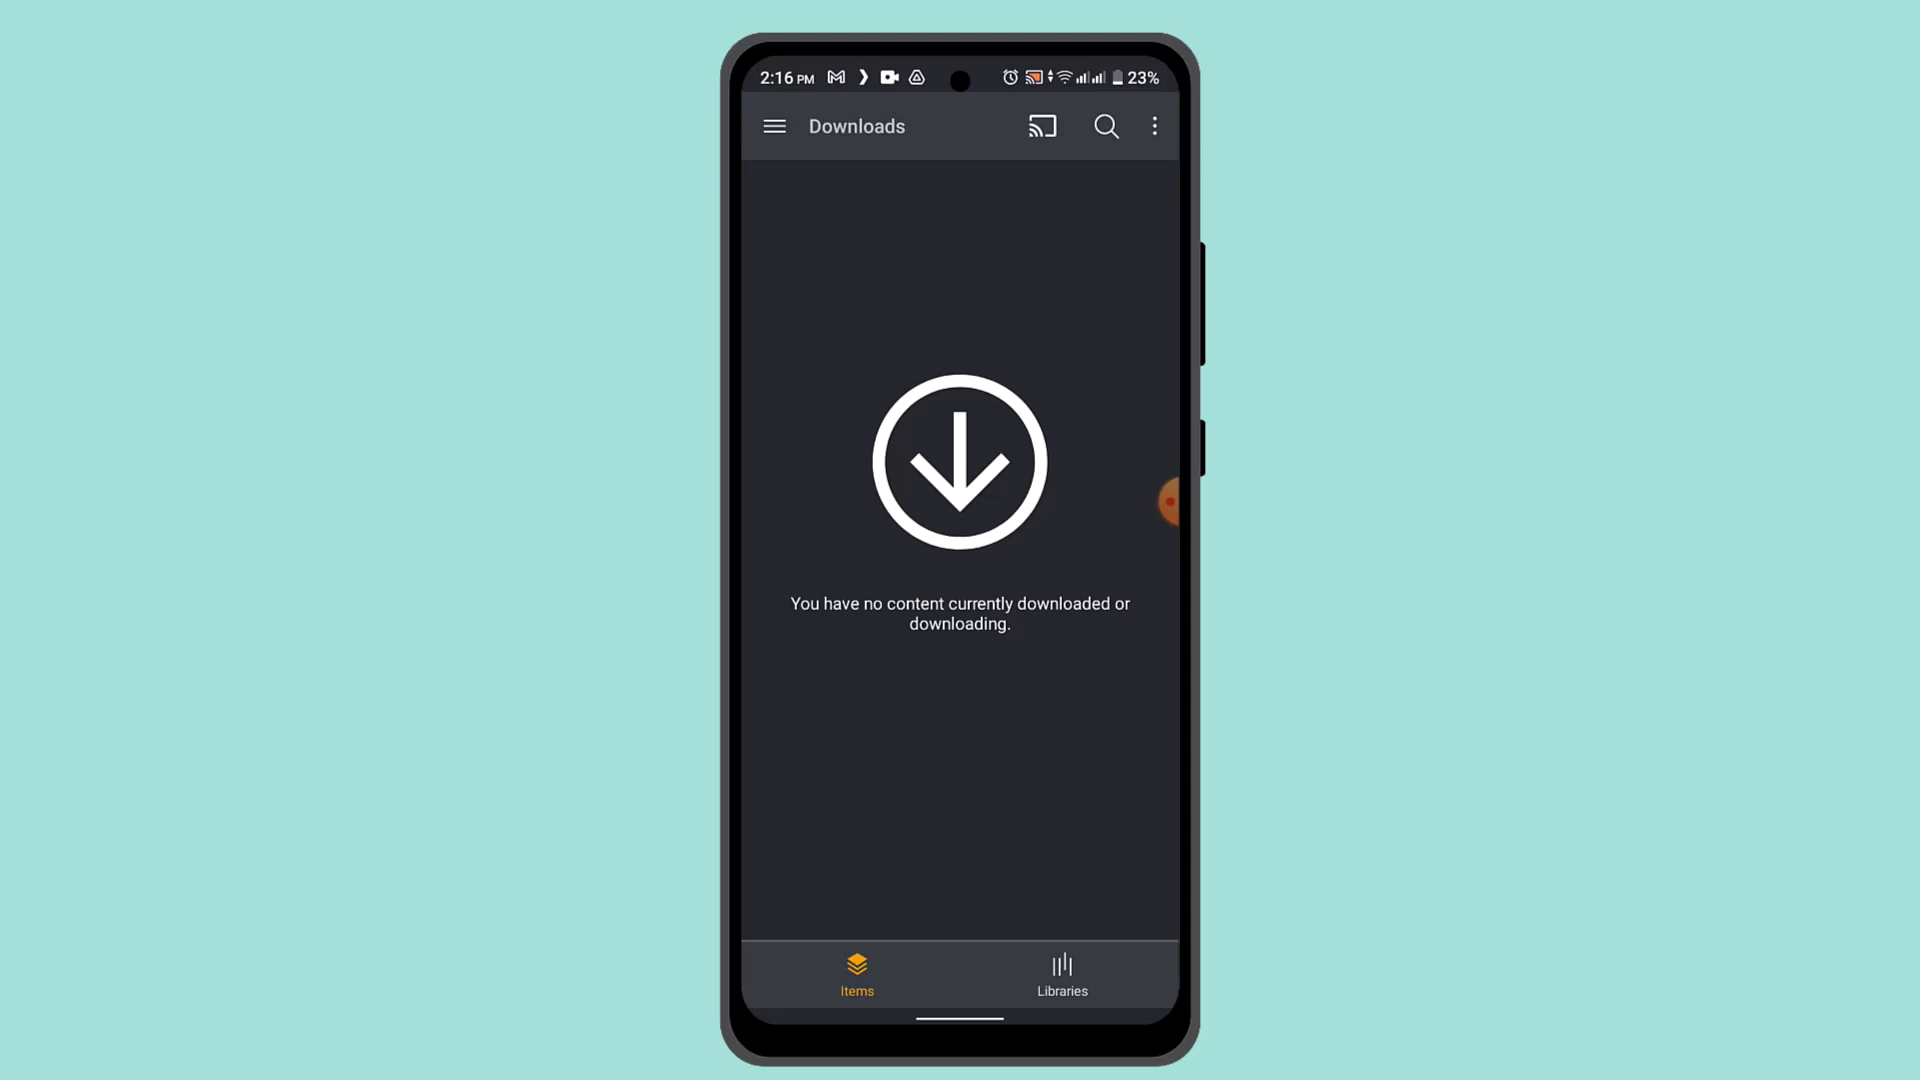 2:16 PM 23%
Downloads
You have no content currently downloaded or
downloading.
Items Libraries